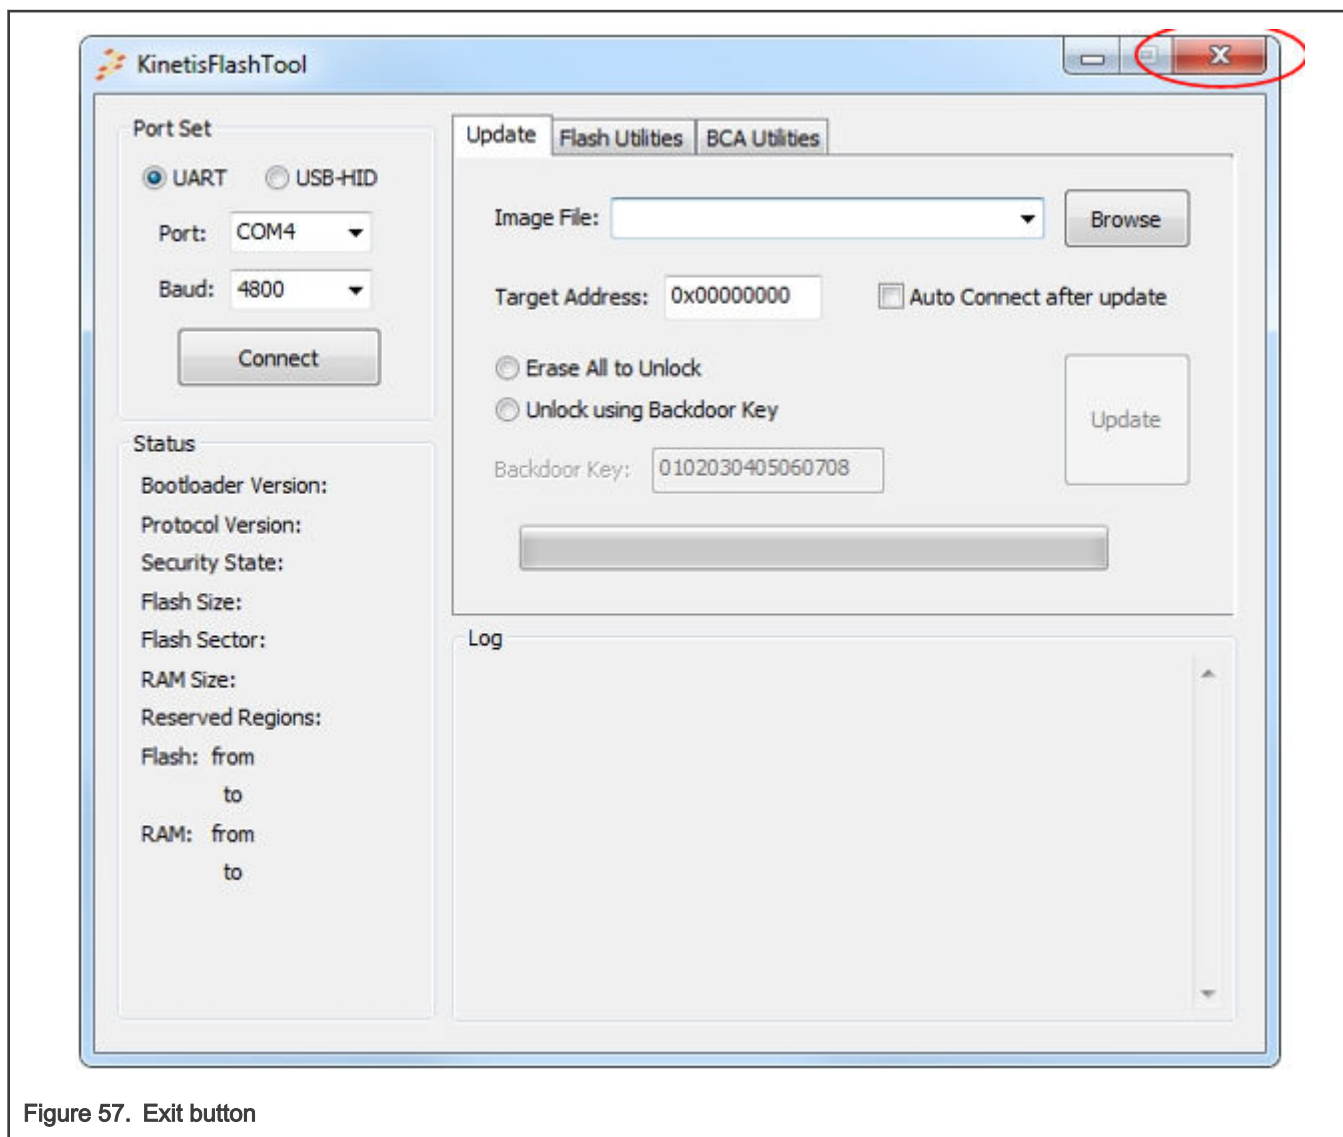 KinetisFlashTool
Port Set
UART USB-HID
Port: COM4
Baud: 4800
Connect
Status
Bootloader Version:
Protocol Version:
Security State:
Flash Size:
Flash Sector:
RAM Size:
Reserved Regions:
Flash: from
to
RAM: from
to
Update Flash Utilities BCA Utilities
Image File: Browse
Target Address: 0x00000000 Auto Connect after update
Erase All to Unlock
Unlock using Backdoor Key
Update
Backdoor Key: 0102030405060708
Log
Figure 57. Exit button